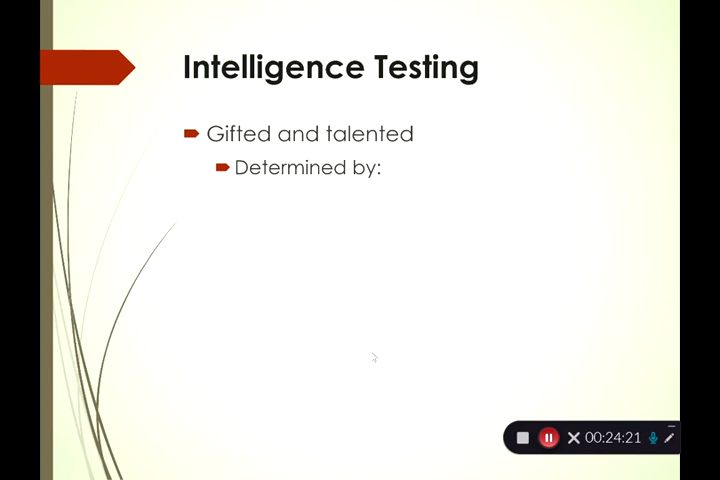 Intelligence Testing
Gifted and talented
Determined by:
00:24:21